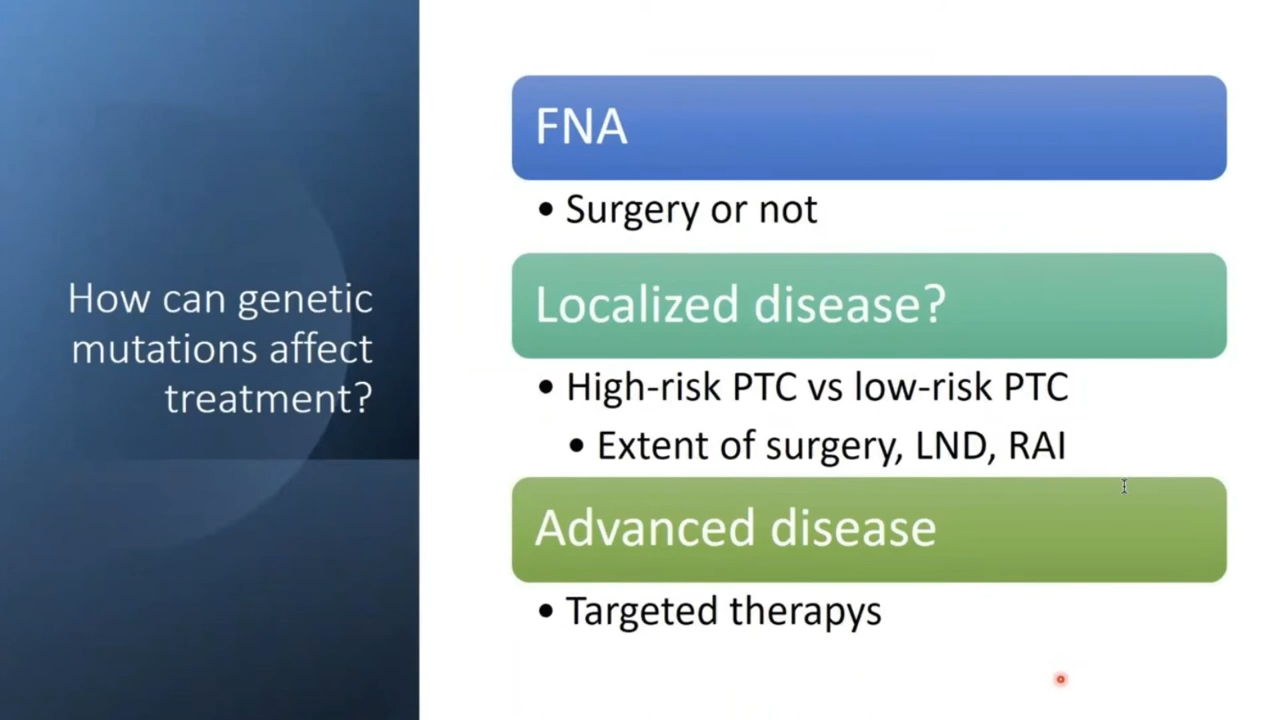 How can genetic
mutations affect
treatment?
FNA
• Surgery or not
Localized disease?
• High-risk PTC vs low-risk PTC
• Extent of surgery, LND, RAI
Advanced disease
• Targeted therapys